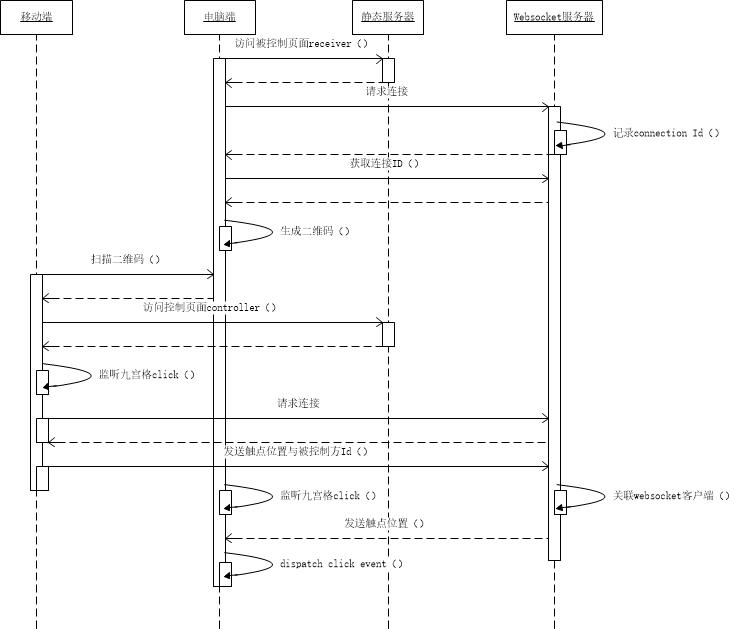 移动端
电脑端
静态服务器
Websocket服务器
访问被控制页面receiver()
请求连接
记录connection Id()
获取连接ID()
生成二维码()
扫描二维码()
访问控制页面controller()
监听九宫格click()
请求连接
发送触点位置与被控制方Id()
监听九宫格click()
关联websocket客户端()
发送触点位置()
dispatch click event()